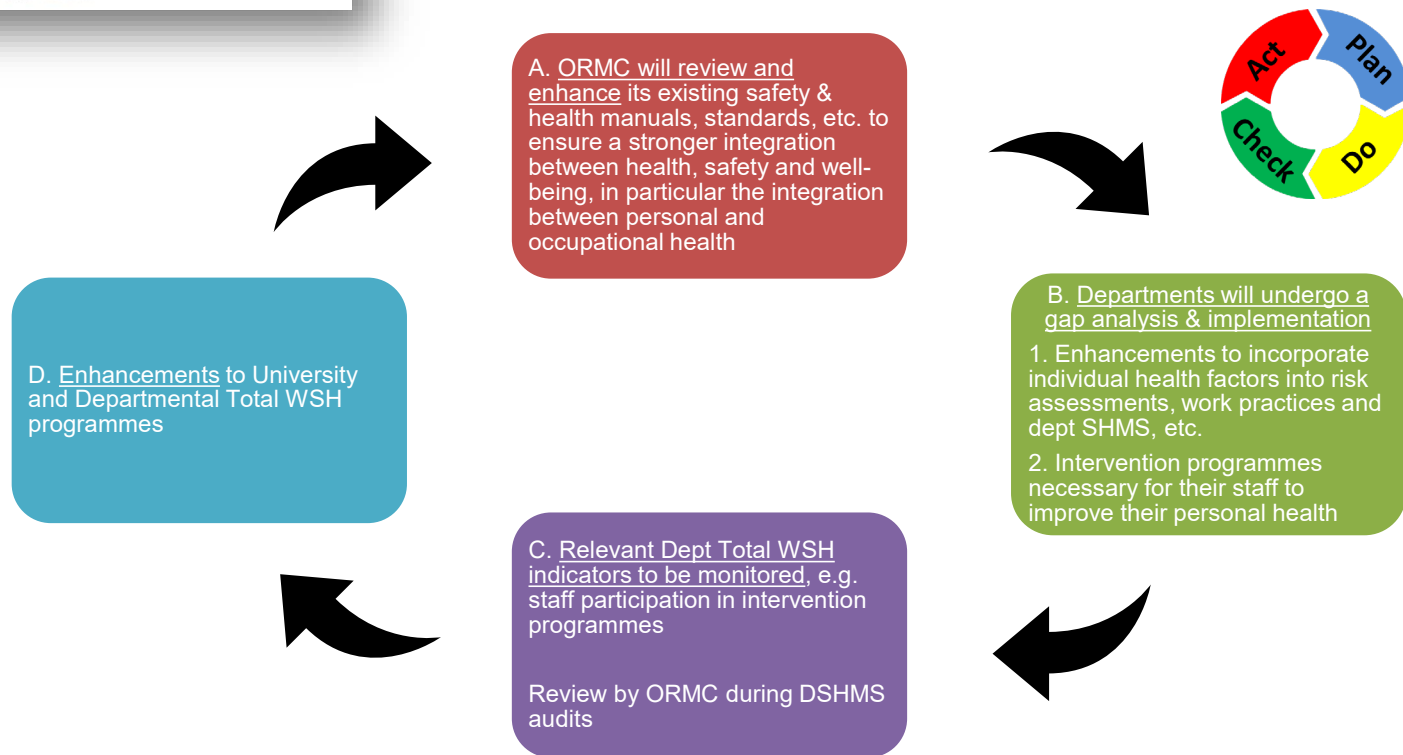 A. ORMC will review and
enhance its existing safety &
health manuals, standards, etc. to
ensure a stronger integration
between health, safety and well-
being, in particular the integration
between personal and
occupational health
Act
Plan
Check
Do
B. Departments will undergo a
gap analysis & implementation
1. Enhancements to incorporate
individual health factors into risk
assessments, work practices and
dept SHMS, etc.
2. Intervention programmes
necessary for their staff to
improve their personal health
C. Relevant Dept Total WSH
indicators to be monitored, e.g.
staff participation in intervention
programmes
Review by ORMC during DSHMS
audits
D. Enhancements to University
and Departmental Total WSH
programmes